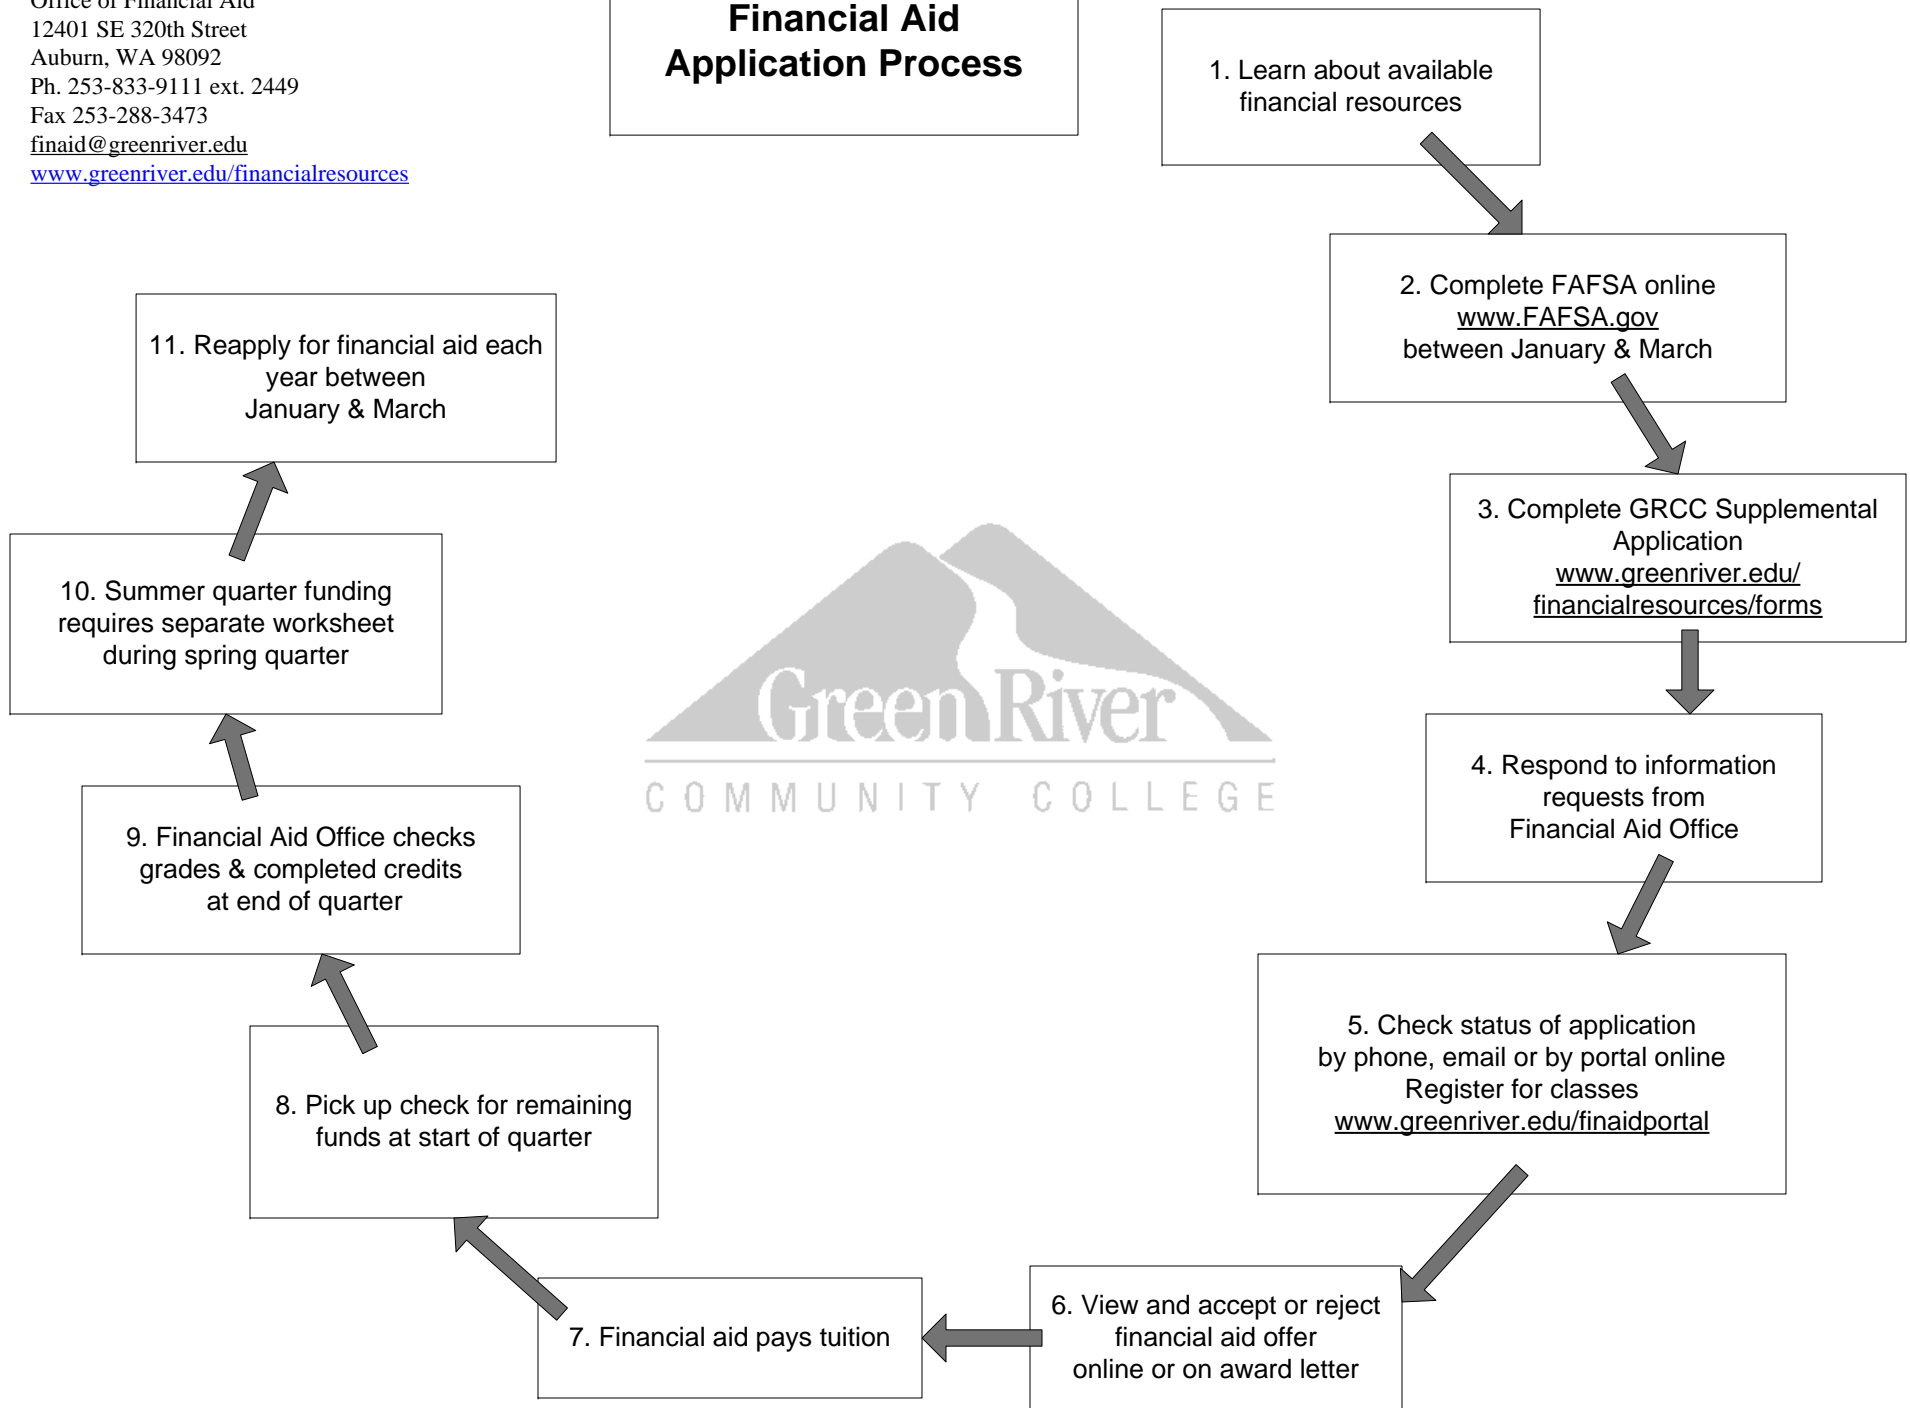 Office of Financial Aid
12401 SE 320th Street
Auburn, WA 98092
Ph. 253-833-9111 ext. 2449
Fax 253-288-3473
finaid@greenriver.edu
www.greenriver.edu/financialresources
Financial Aid
Application Process
1. Learn about available
financial resources
2. Complete FAFSA online
www.FAFSA.gov
between January & March
3. Complete GRCC Supplemental
Application
www.greenriver.edu/
financialresources/forms
4. Respond to information
requests from
Financial Aid Office
5. Check status of application
by phone, email or by portal online
Register for classes
www.greenriver.edu/finaidportal
6. View and accept or reject
financial aid offer
online or on award letter
7. Financial aid pays tuition
8. Pick up check for remaining
funds at start of quarter
9. Financial Aid Office checks
grades & completed credits
at end of quarter
10. Summer quarter funding
requires separate worksheet
during spring quarter
11. Reapply for financial aid each
year between
January & March
Green River
COMMUNITY COLLEGE